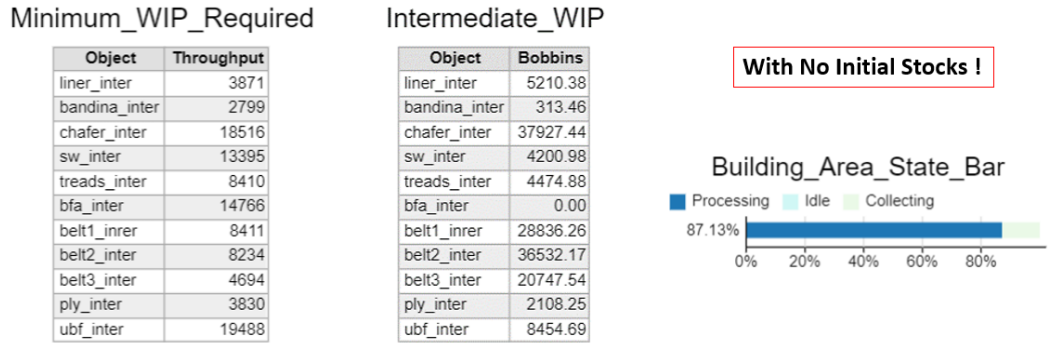 Minimum_WIP_Required
Object Throughput
liner_inter 3871
bandina_inter 2799
chafer_inter 18516
sw_inter 13395
treads_inter 8410
bfa_inter 14766
belt1_inrer 8411
belt2_inter 8234
belt3_inter 4694
ply_inter 3830
ubf_inter 19488
Intermediate_WIP
Object Bobbins
liner_inter 5210.38
bandina_inter 313.46
chafer_inter 37927.44
sw_inter 4200.98
treads_inter 4474.88
bfa_inter 0.00
belt1_inrer 28836.26
belt2_inter 36532.17
belt3_inter 20747.54
ply_inter 2108.25
ubf_inter 8454.69
With No Initial Stocks !
Building_Area_State_Bar
Processing Idle Collecting
87.13%
0% 20% 40% 60% 80%